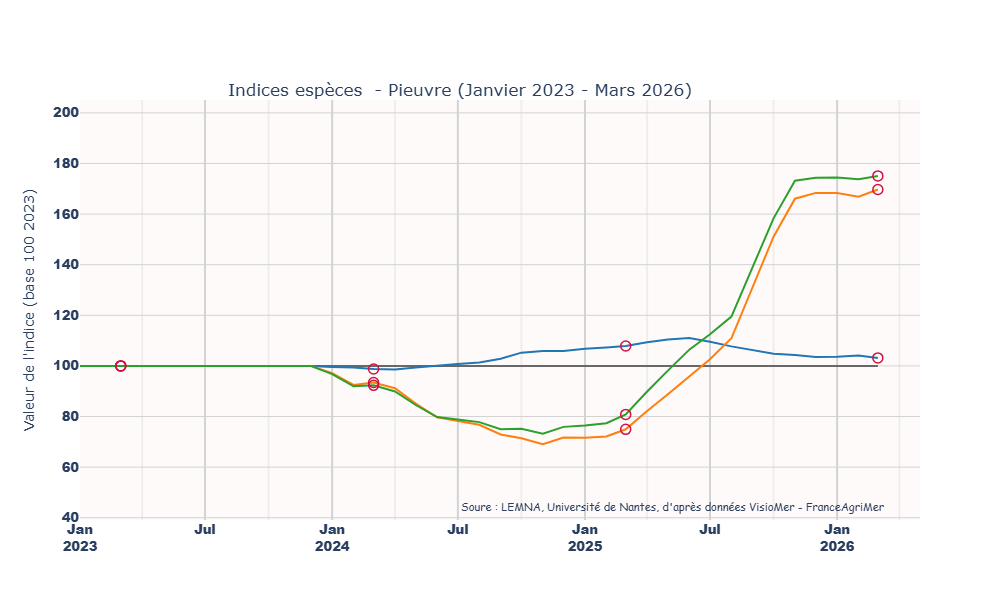 Indices espèces  - Pieuvre (Janvier 2023 - Mars 2026)
Valeur de l'indice (base 100 2023)
200
180
160
140
120
100
80
60
40
Soure : LEMNA, Université de Nantes, d'après données VisioMer - FranceAgriMer
Jan Jul Jan Jul Jan Jul Jan
2023 2024 2025 2026